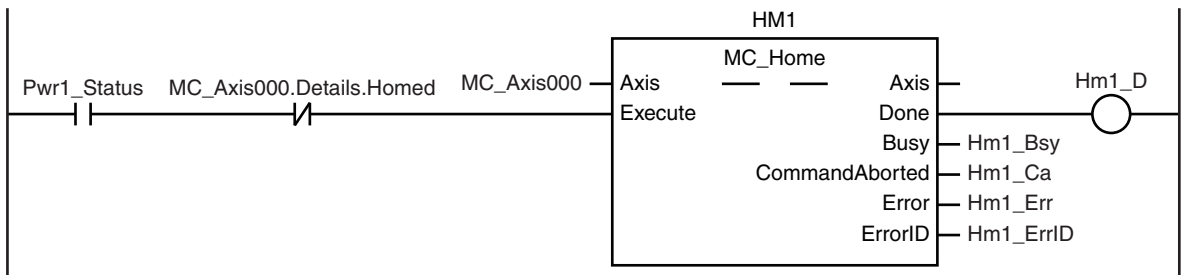 HM1
MC_Home
Pwr1_Status MC_Axis000.Details.Homed MC_Axis000 Axis Axis Hm1_D
Execute Done
Busy Hm1_Bsy
CommandAborted Hm1_Ca
Error Hm1_Err
ErrorID Hm1_ErrID